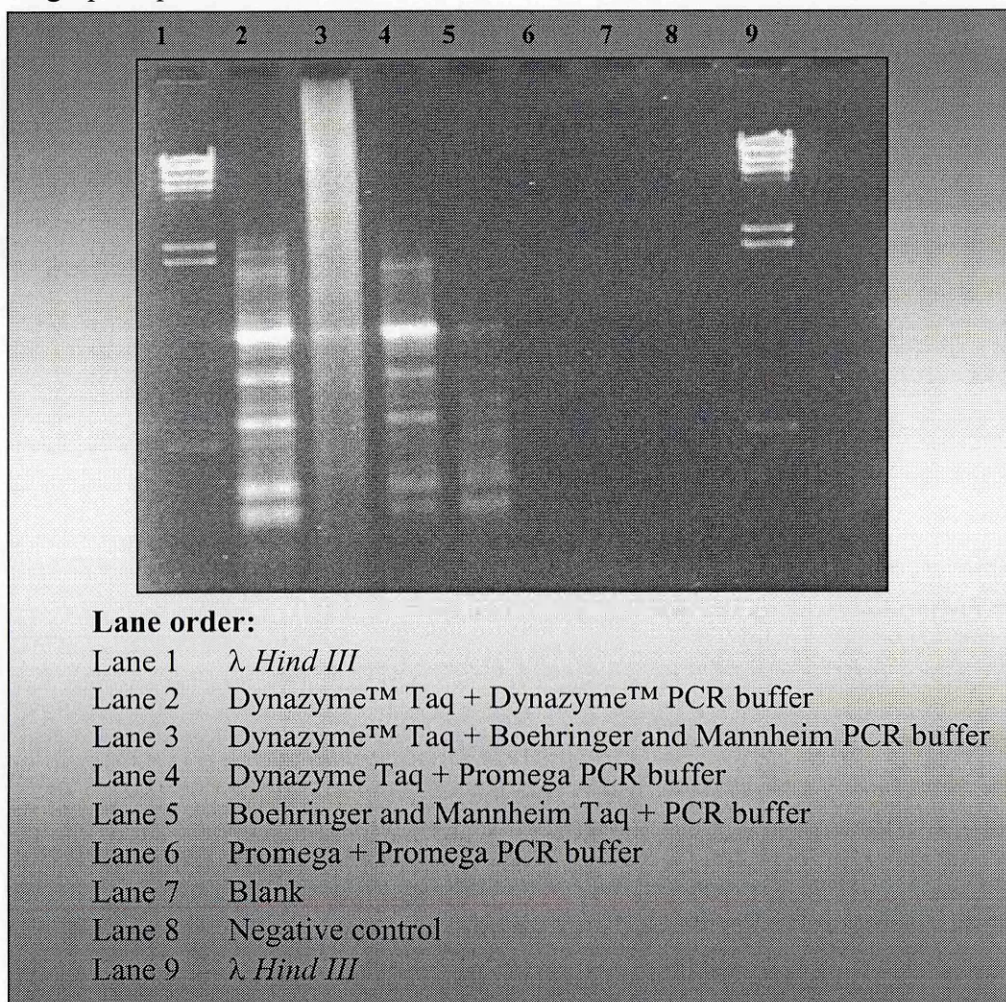 1 2 3 4 5 6 7 8 9
Lane order:
Lane 1 λ Hind III
Lane 2 Dynazyme™ Taq + Dynazyme™ PCR buffer
Lane 3 Dynazyme™ Taq + Boehringer and Mannheim PCR buffer
Lane 4 Dynazyme Taq + Promega PCR buffer
Lane 5 Boehringer and Mannheim Taq + PCR buffer
Lane 6 Promega + Promega PCR buffer
Lane 7 Blank
Lane 8 Negative control
Lane 9 λ Hind III